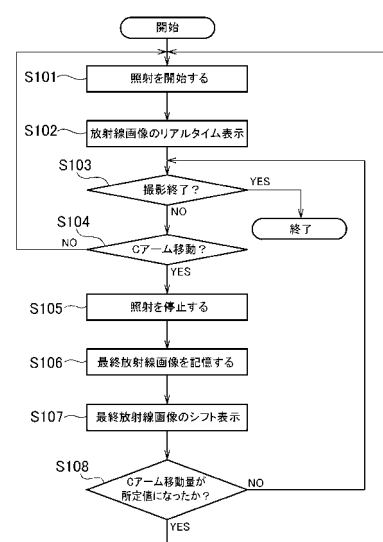 開始
S101
照射を開始する
S102
放射線画像のリアルタイム表示
S103
撮影終了？
YES
NO
終了
S104
Cアーム移動？
NO
YES
S105
照射を停止する
S106
最終放射線画像を記憶する
S107
最終放射線画像のシフト表示
S108
Cアーム移動量が
所定値になったか？
NO
YES